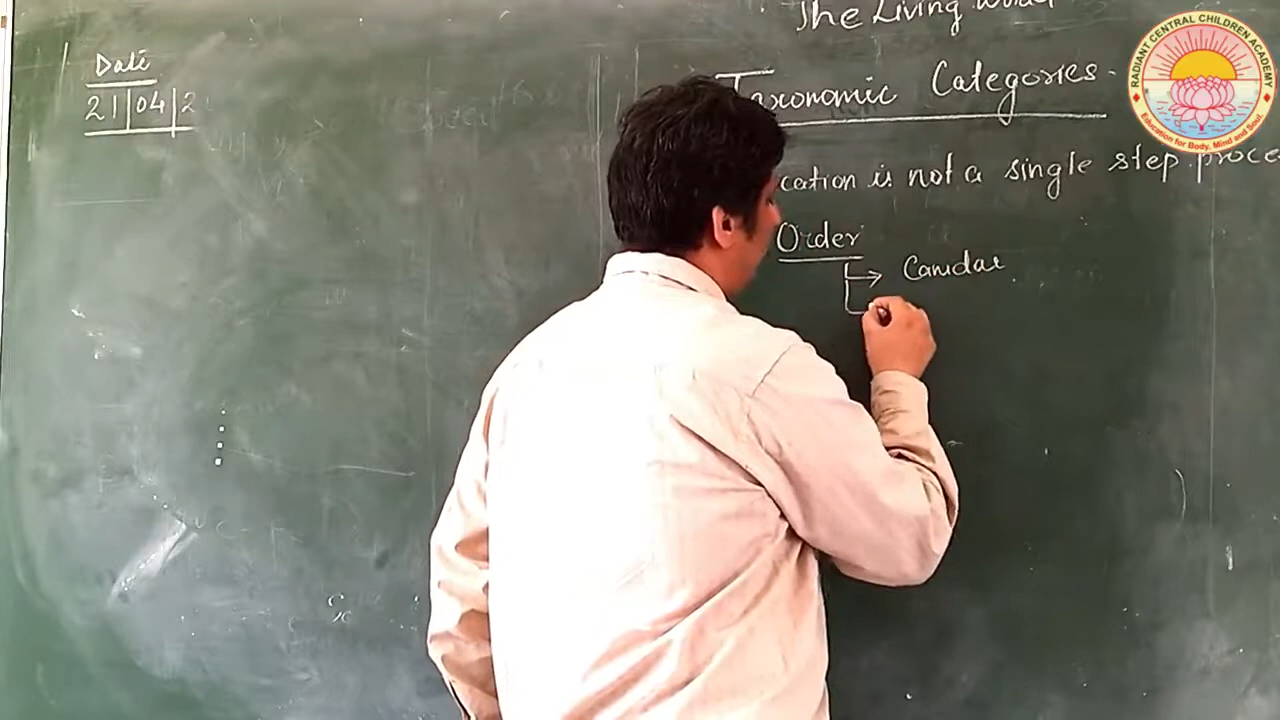 The Living World
Date
21|04|2
Taxonomic Categories.
cation is not a single step proce
Order
Canidae
RADIANT CENTRAL CHILDREN ACADEMY
Education for Body, Mind and Soul.